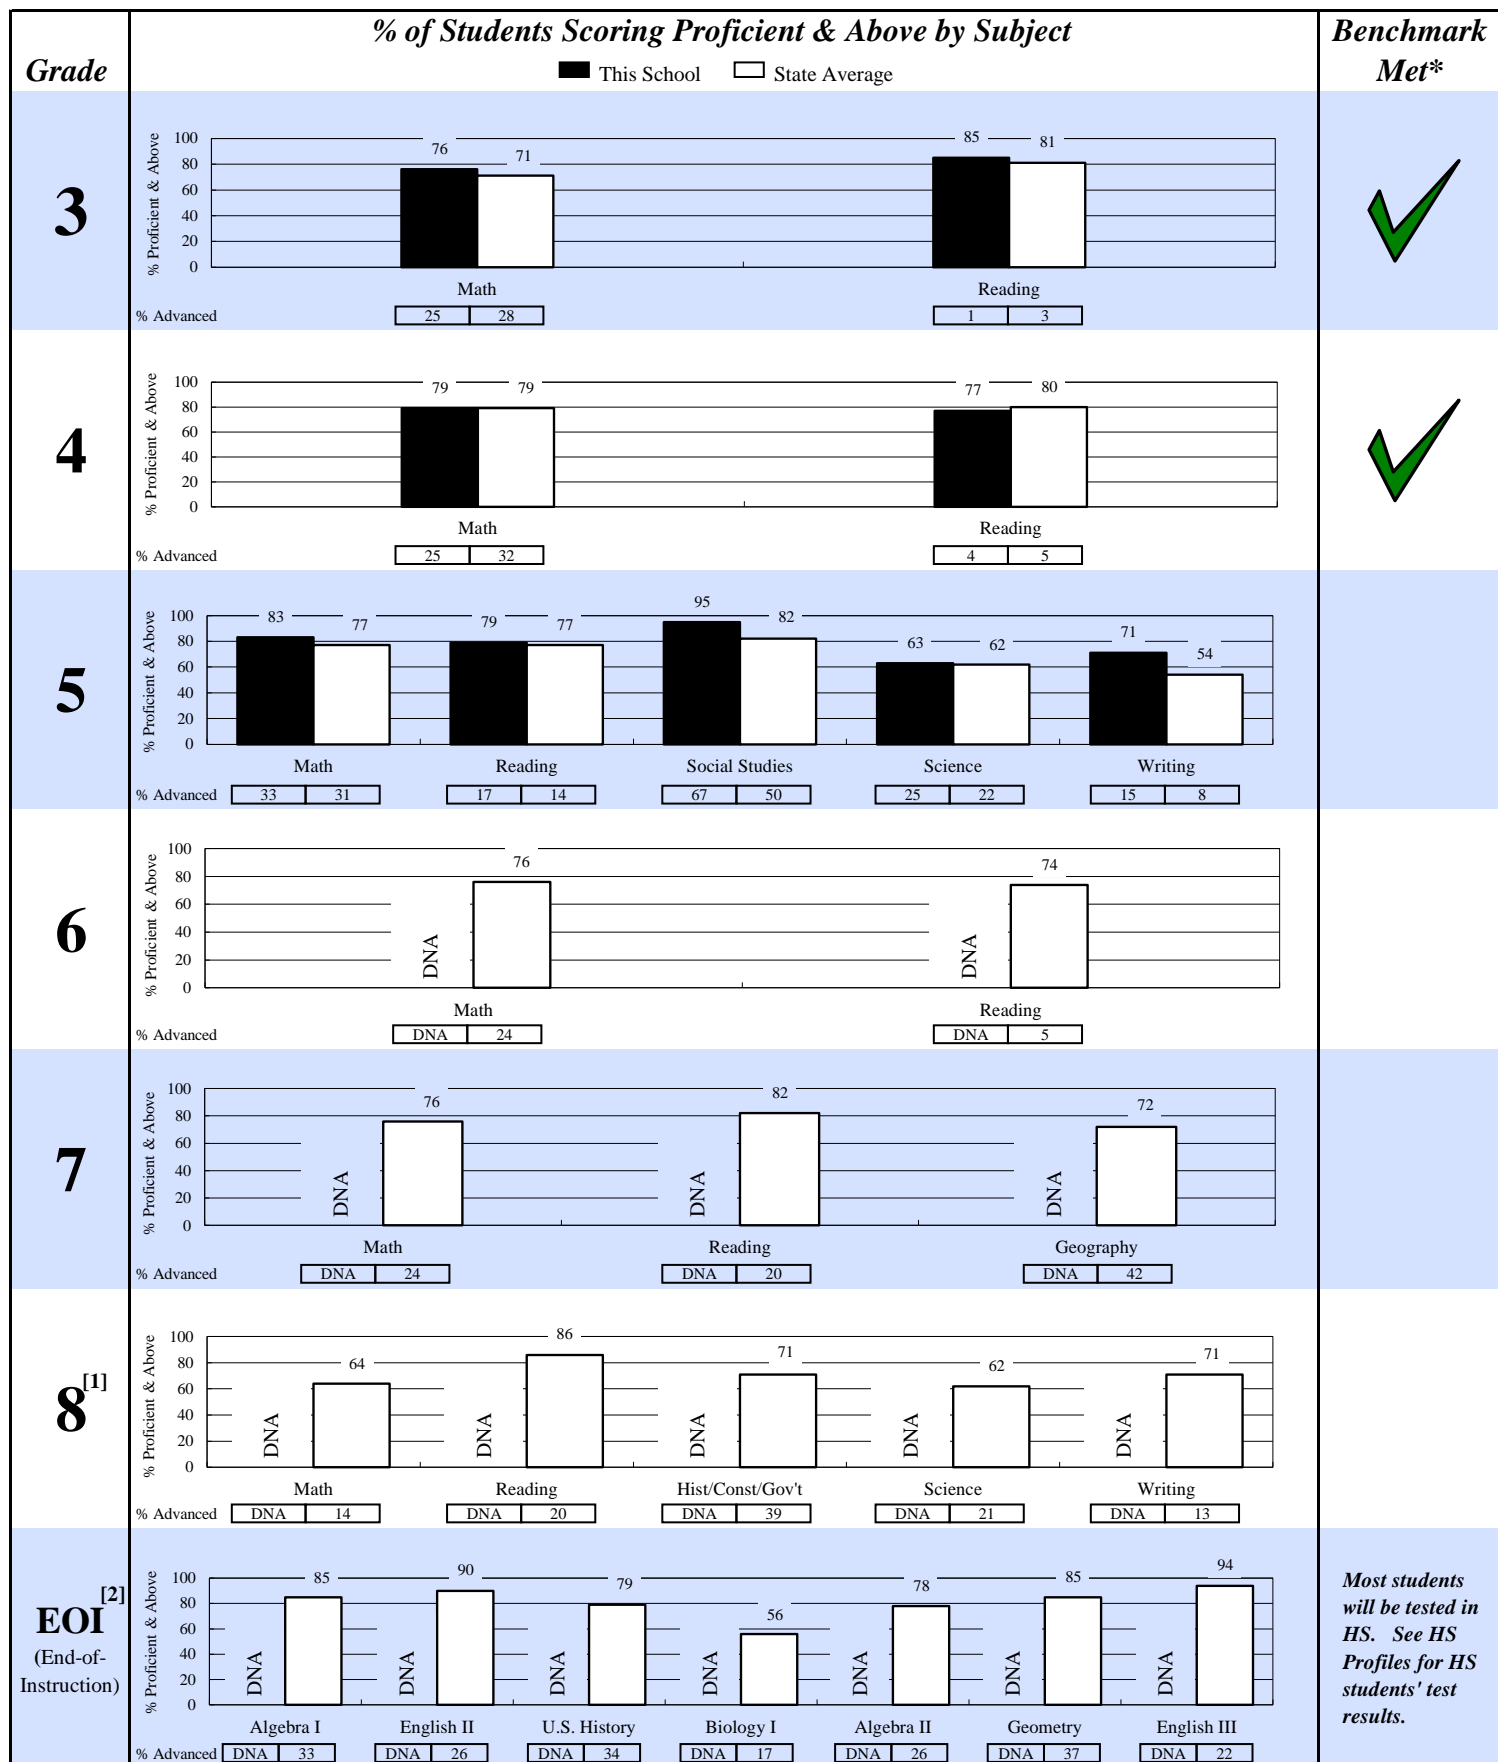 % of Students Scoring Proficient & Above by Subject
Benchmark
Met*
Grade
This School
State Average
3
% Proficient & Above
100
80
60
40
20
0
76
71
85
81
Math
Reading
% Advanced
25 28
1 3
4
% Proficient & Above
100
80
60
40
20
0
79
79
77
80
Math
Reading
% Advanced
25 32
4 5
5
% Proficient & Above
100
80
60
40
20
0
83
77
79
77
95
82
63
62
71
54
Math
Reading
Social Studies
Science
Writing
% Advanced
33 31
17 14
67 50
25 22
15 8
6
% Proficient & Above
100
80
60
40
20
0
DNA
76
DNA
74
Math
Reading
% Advanced
DNA 24
DNA 5
7
% Proficient & Above
100
80
60
40
20
0
DNA
76
DNA
82
DNA
72
Math
Reading
Geography
% Advanced
DNA 24
DNA 20
DNA 42
8[1]
% Proficient & Above
100
80
60
40
20
0
DNA
64
DNA
86
DNA
71
DNA
62
DNA
71
Math
Reading
Hist/Const/Gov't
Science
Writing
% Advanced
DNA 14
DNA 20
DNA 39
DNA 21
DNA 13
EOI[2]
(End-of-
Instruction)
% Proficient & Above
100
80
60
40
20
0
DNA
85
DNA
90
DNA
79
DNA
56
DNA
78
DNA
85
DNA
94
Algebra I
English II
U.S. History
Biology I
Algebra II
Geometry
English III
% Advanced
DNA 33
DNA 26
DNA 34
DNA 17
DNA 26
DNA 37
DNA 22
Most students
will be tested in
HS. See HS
Profiles for HS
students' test
results.